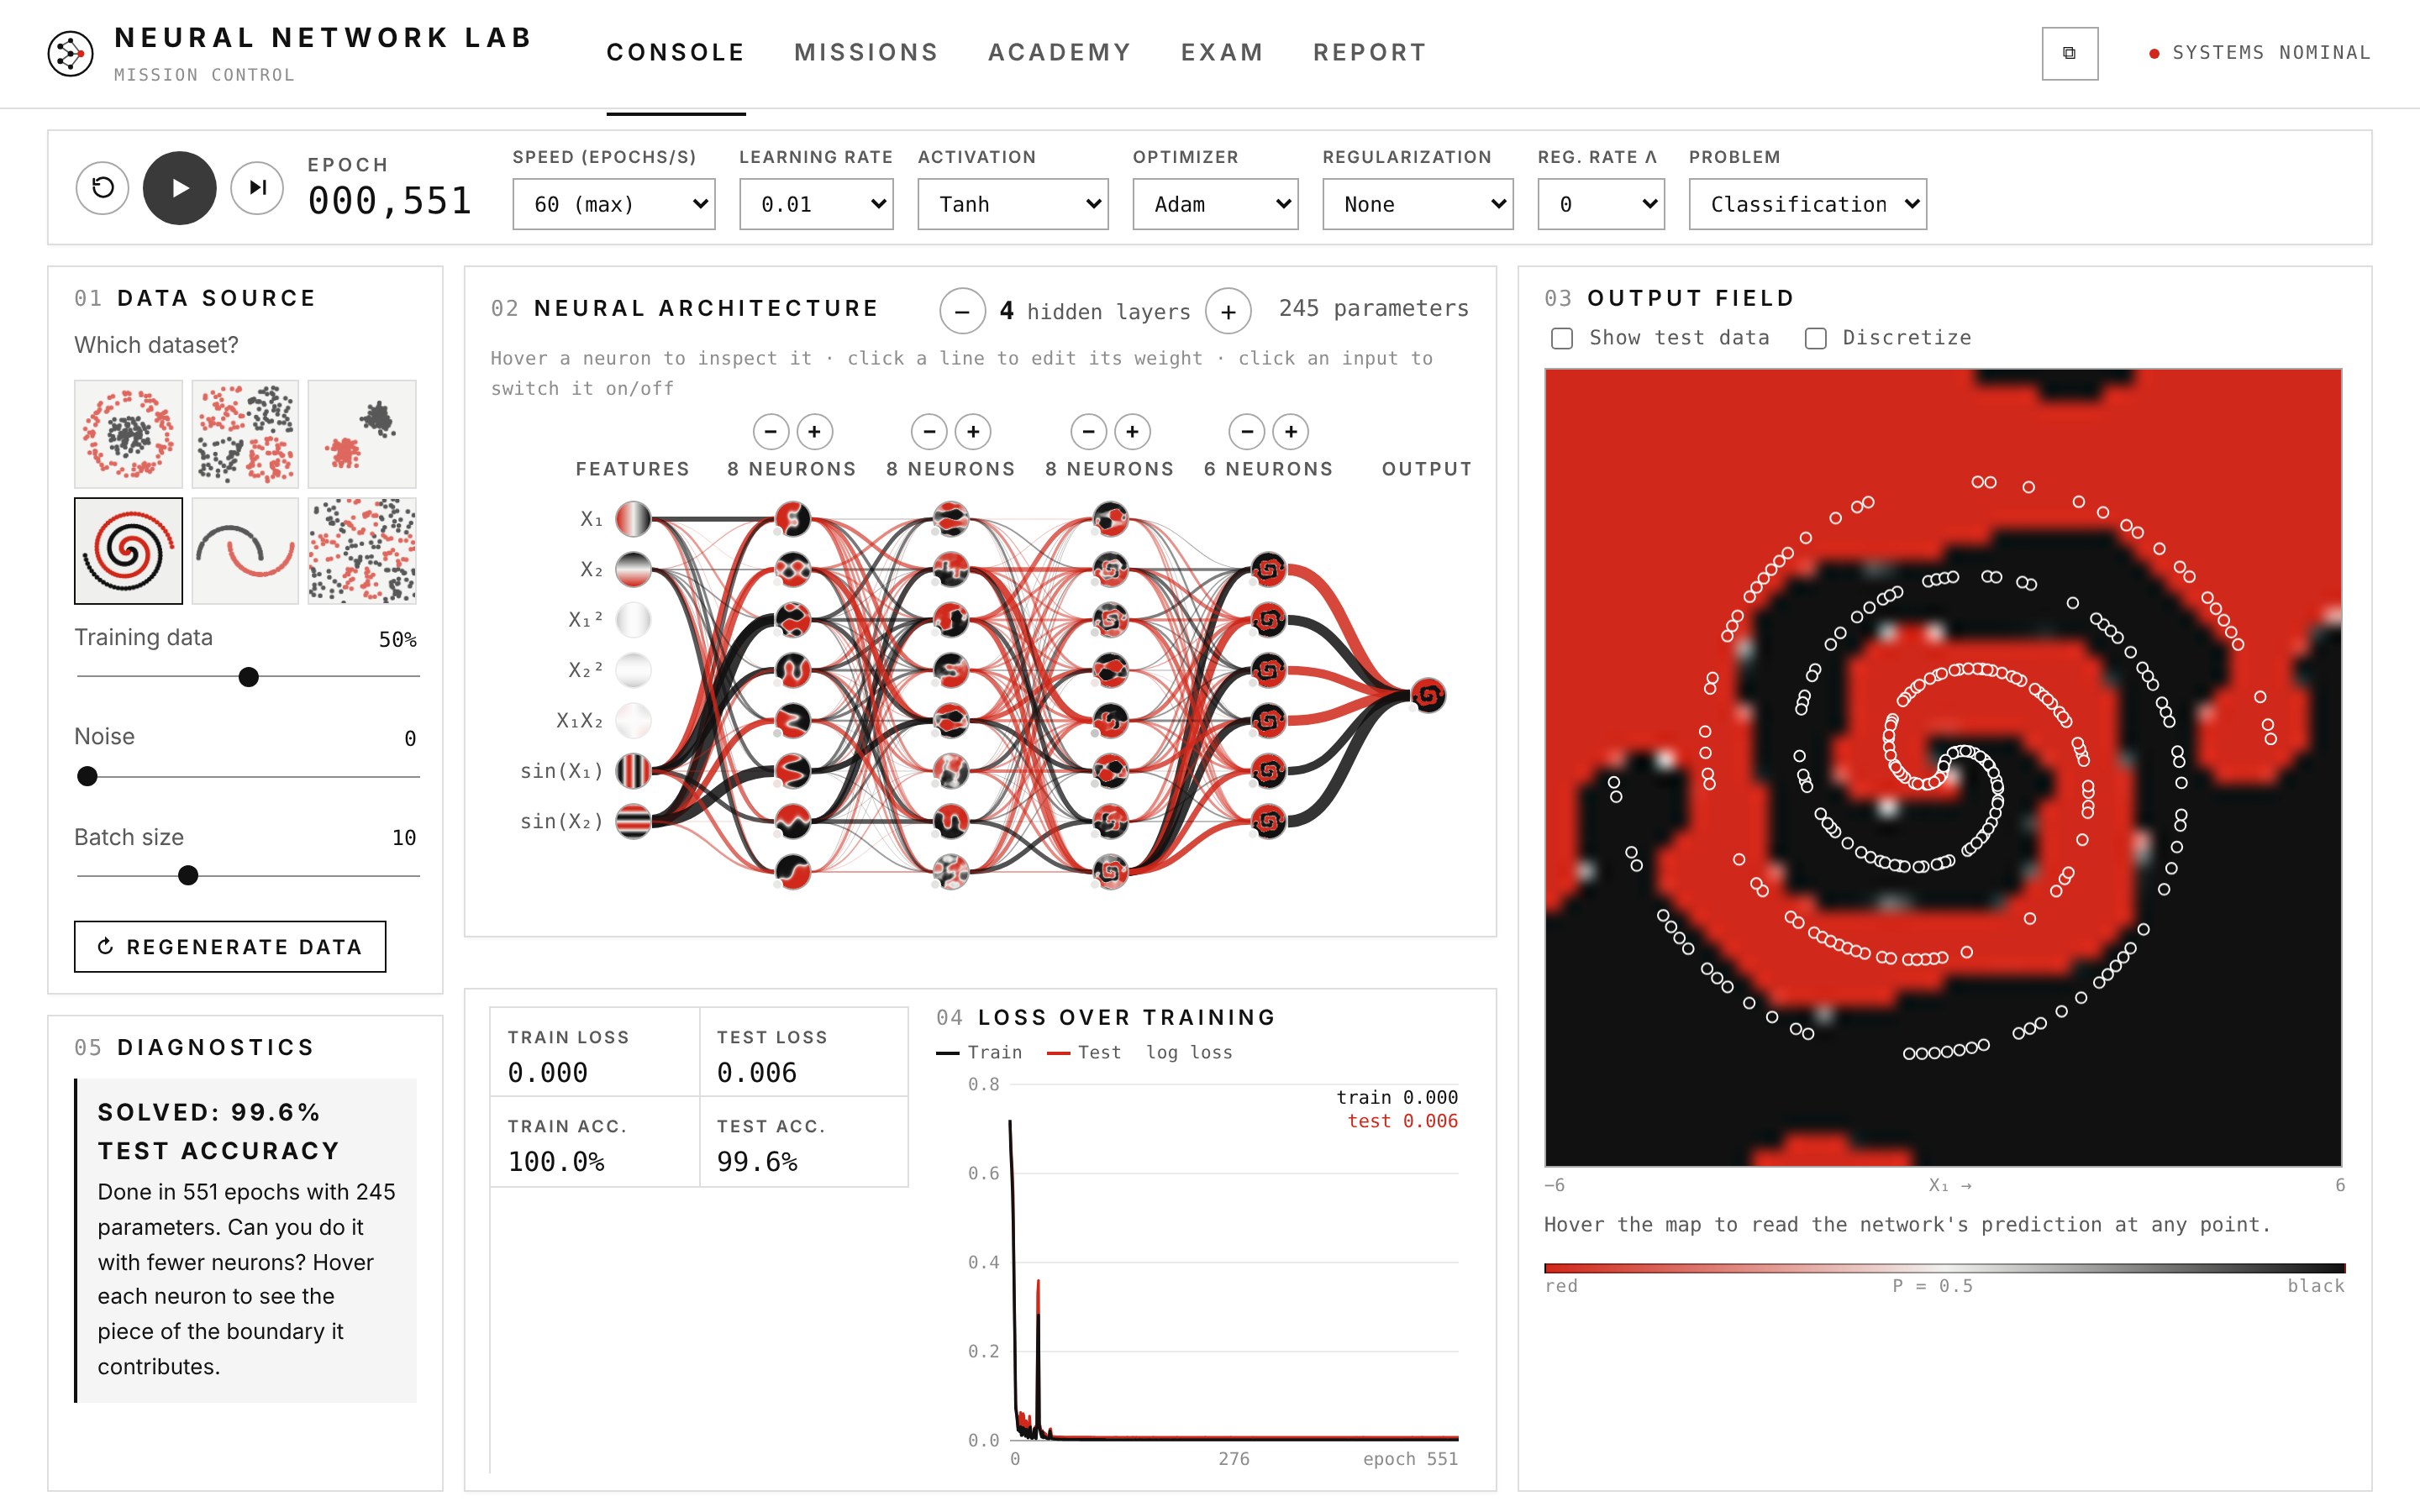 NEURAL NETWORK LAB
MISSION CONTROL
CONSOLE MISSIONS ACADEMY EXAM REPORT
SYSTEMS NOMINAL
EPOCH
000,551
SPEED (EPOCHS/S)
60 (max)
LEARNING RATE
0.01
ACTIVATION
Tanh
OPTIMIZER
Adam
REGULARIZATION
None
REG. RATE Λ
0
PROBLEM
Classification
01 DATA SOURCE
Which dataset?
Training data 50%
Noise 0
Batch size 10
↻ REGENERATE DATA
02 NEURAL ARCHITECTURE
− 4 hidden layers +
245 parameters
Hover a neuron to inspect it · click a line to edit its weight · click an input to
switch it on/off
− + − + − + − +
FEATURES 8 NEURONS 8 NEURONS 8 NEURONS 6 NEURONS OUTPUT
X₁
X₂
X₁²
X₂²
X₁X₂
sin(X₁)
sin(X₂)
03 OUTPUT FIELD
Show test data Discretize
−6 X₁ → 6
Hover the map to read the network's prediction at any point.
red P = 0.5 black
TRAIN LOSS
0.000
TEST LOSS
0.006
TRAIN ACC.
100.0%
TEST ACC.
99.6%
04 LOSS OVER TRAINING
Train Test log loss
0.8
train 0.000
test 0.006
0.6
0.4
0.2
0.0
0 276 epoch 551
05 DIAGNOSTICS
SOLVED: 99.6%
TEST ACCURACY
Done in 551 epochs with 245
parameters. Can you do it
with fewer neurons? Hover
each neuron to see the
piece of the boundary it
contributes.